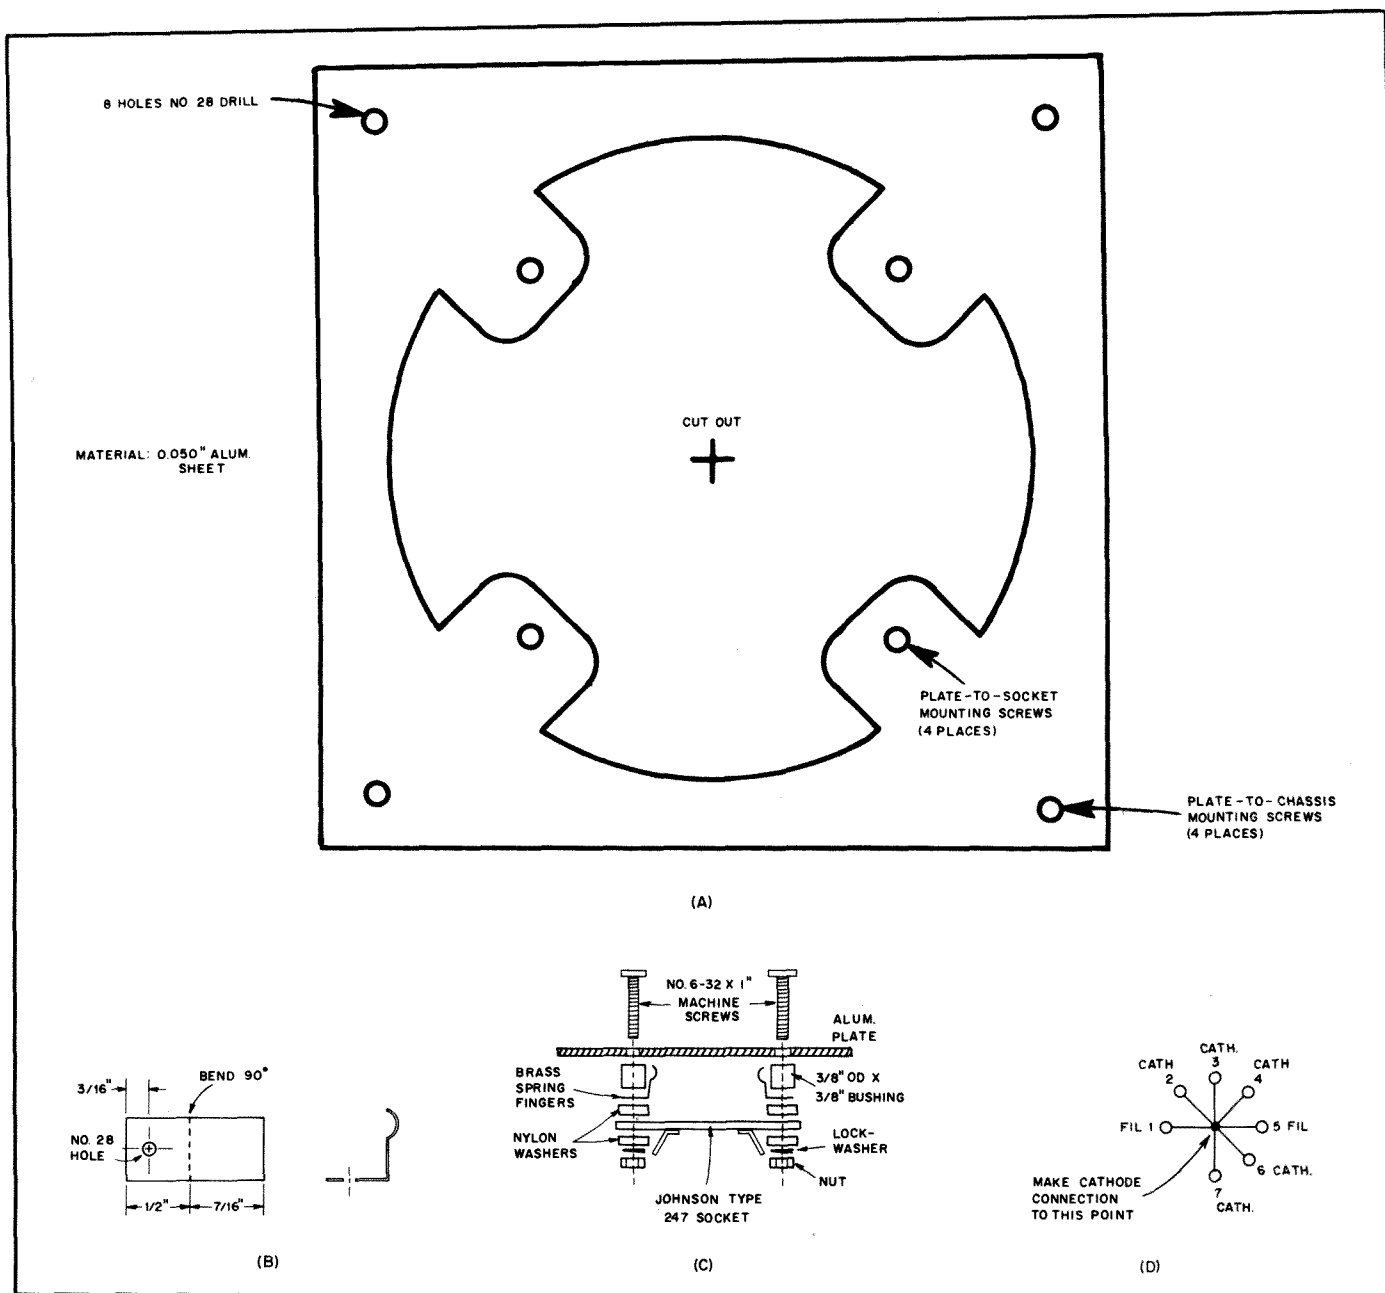 8 HOLES NO. 28 DRILL
CUT OUT
MATERIAL: 0.050" ALUM.
SHEET
PLATE-TO-SOCKET
MOUNTING SCREWS
(4 PLACES)
PLATE-TO-CHASSIS
MOUNTING SCREWS
(4 PLACES)
(A)
3/16"
BEND 90°
NO. 28
HOLE
1/2"
7/16"
(B)
NO. 6-32 X 1"
MACHINE
SCREWS
ALUM.
PLATE
BRASS
SPRING
FINGERS
3/8" OD X
3/8" BUSHING
NYLON
WASHERS
LOCK-
WASHER
NUT
JOHNSON TYPE
247 SOCKET
(C)
CATH.
3
CATH
2
CATH
4
FIL 1
5 FIL
6 CATH.
7
CATH.
MAKE CATHODE
CONNECTION
TO THIS POINT
(D)